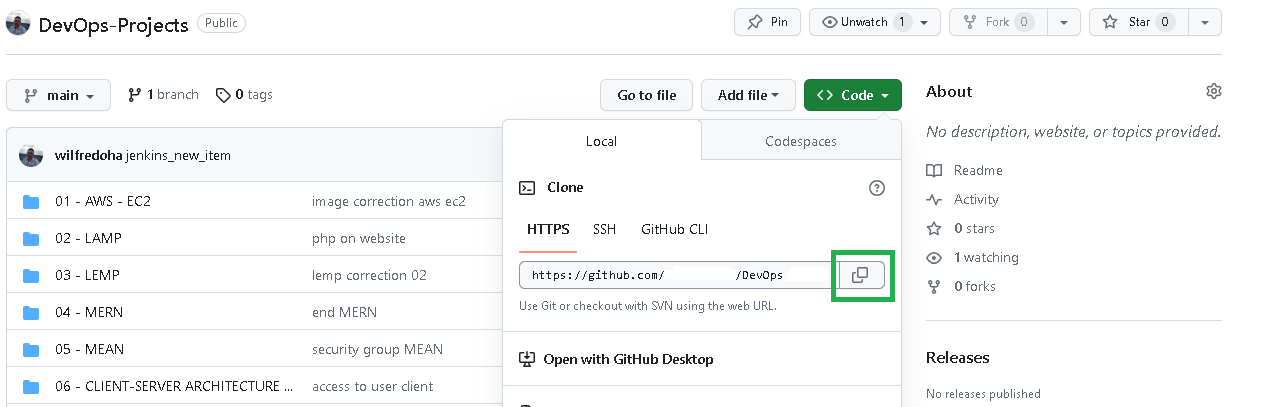 DevOps-Projects Public Pin Unwatch 1 Fork 0 Star 0
main 1 branch 0 tags Go to file Add file Code
About
No description, website, or topics provided.
Readme
Activity
0 stars
1 watching
0 forks
Releases
No releases published
wilfredoha jenkins_new_item
01 - AWS - EC2 image correction aws ec2
02 - LAMP php on website
03 - LEMP lemp correction 02
04 - MERN end MERN
05 - MEAN security group MEAN
06 - CLIENT-SERVER ARCHITECTURE ... access to user client
Local Codespaces
Clone
HTTPS SSH GitHub CLI
https://github.com/ /DevOps
Use Git or checkout with SVN using the web URL.
Open with GitHub Desktop